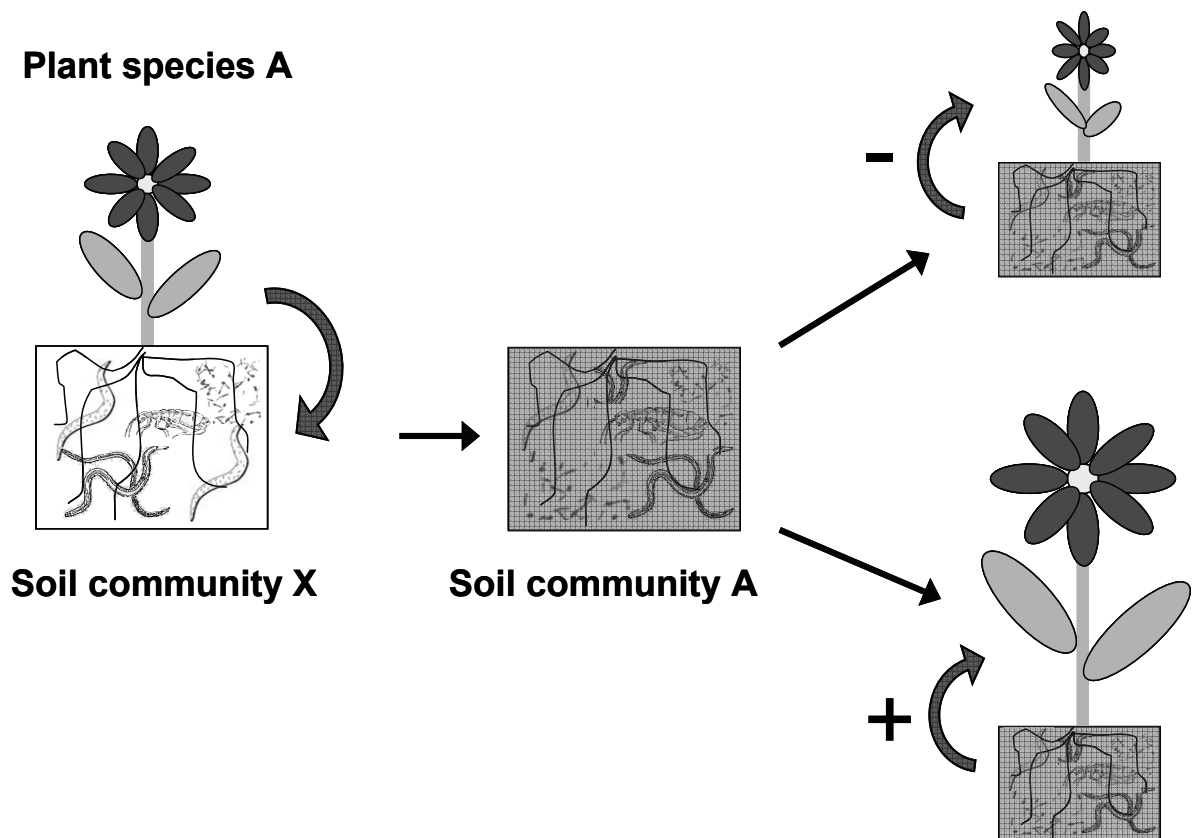 Plant species A
-
Soil community X
Soil community A
+